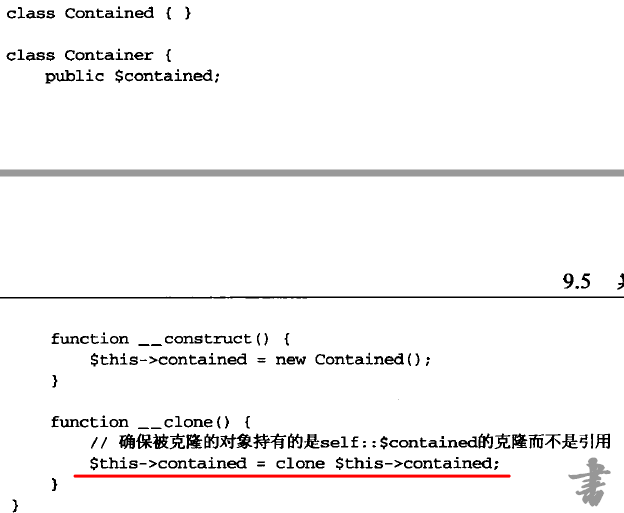 class Contained { }
class Container {
public $contained;
9.5
function __construct() {
$this->contained = new Contained();
}
function __clone() {
// 确保被克隆的对象持有的是self::$contained的克隆而不是引用
$this->contained = clone $this->contained;
}
}
書